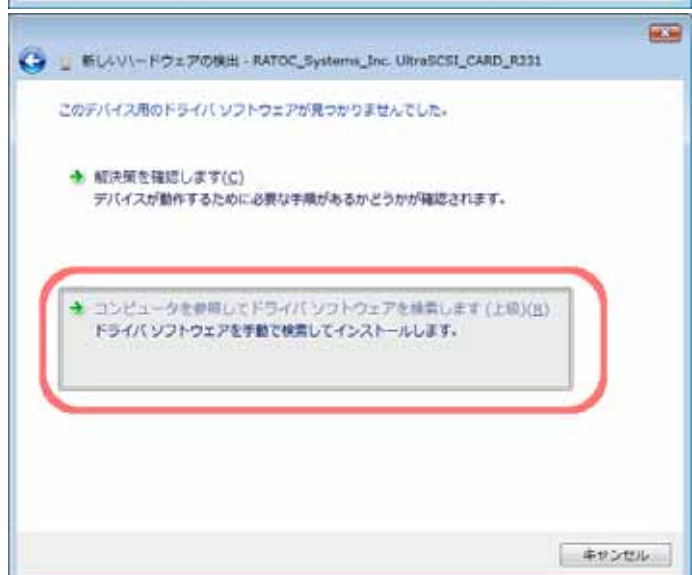 新しいハードウェアの検出 - RATOC_Systems_Inc. UltraSCSI_CARD_R331
このデバイス用のドライバ ソフトウェアが見つかりませんでした。
解決策を確認します(C)
デバイスが動作するために必要な手順があるかどうかが確認されます。
コンピュータを参照してドライバ ソフトウェアを検索します (上級)(R)
ドライバ ソフトウェアを手動で検索してインストールします。
キャンセル